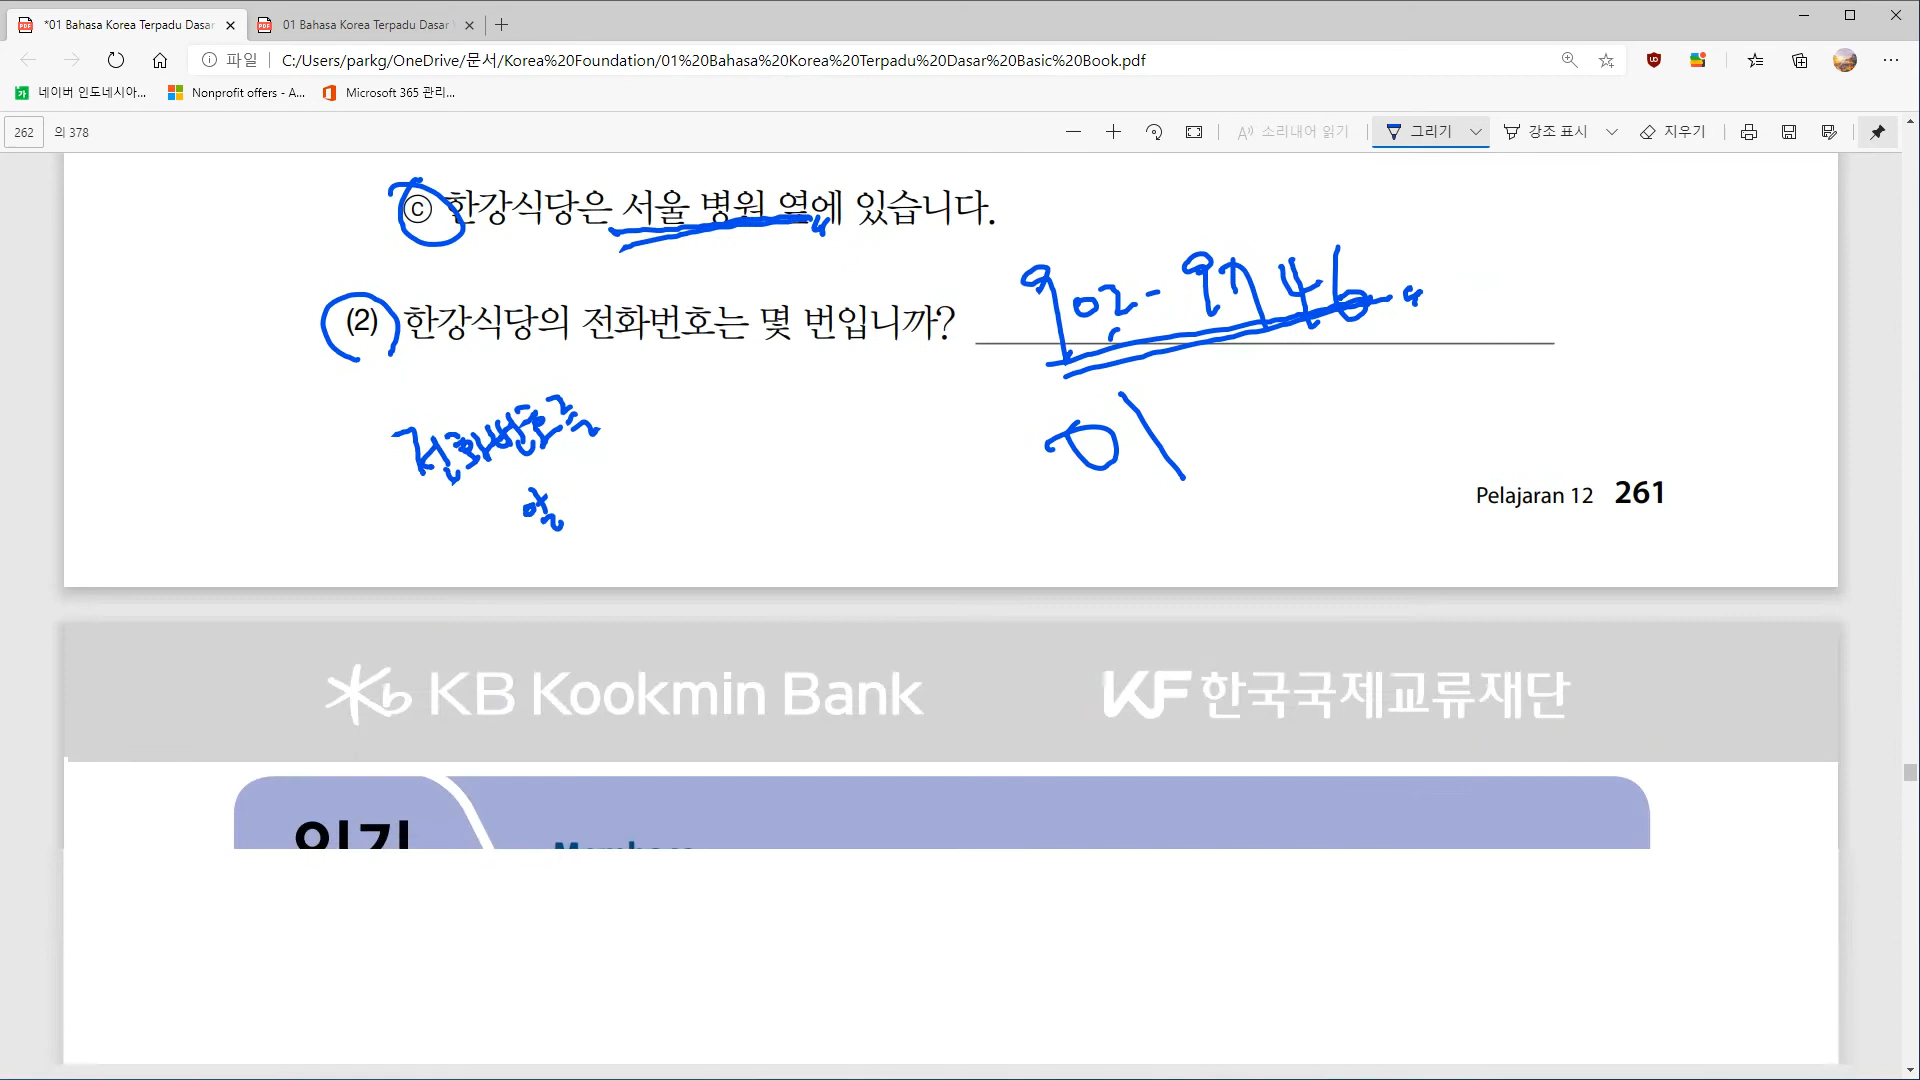 *01 Bahasa Korea Terpadu Dasar
01 Bahasa Korea Terpadu Dasar
파일
C:/Users/parkg/OneDrive/문서/Korea%20Foundation/01%20Bahasa%20Korea%20Terpadu%20Dasar%20Basic%20Book.pdf
네이버 인도네시아...
Nonprofit offers - A...
Microsoft 365 관리...
262 의 378
소리내어 읽기
그리기
강조 표시
지우기
ⓒ 한강식당은 서울 병원 옆에 있습니다.
(2) 한강식당의 전화번호는 몇 번입니까?
902-9746
전화번호를
Pelajaran 12 261
KB Kookmin Bank
KF 한국국제교류재단
읽기